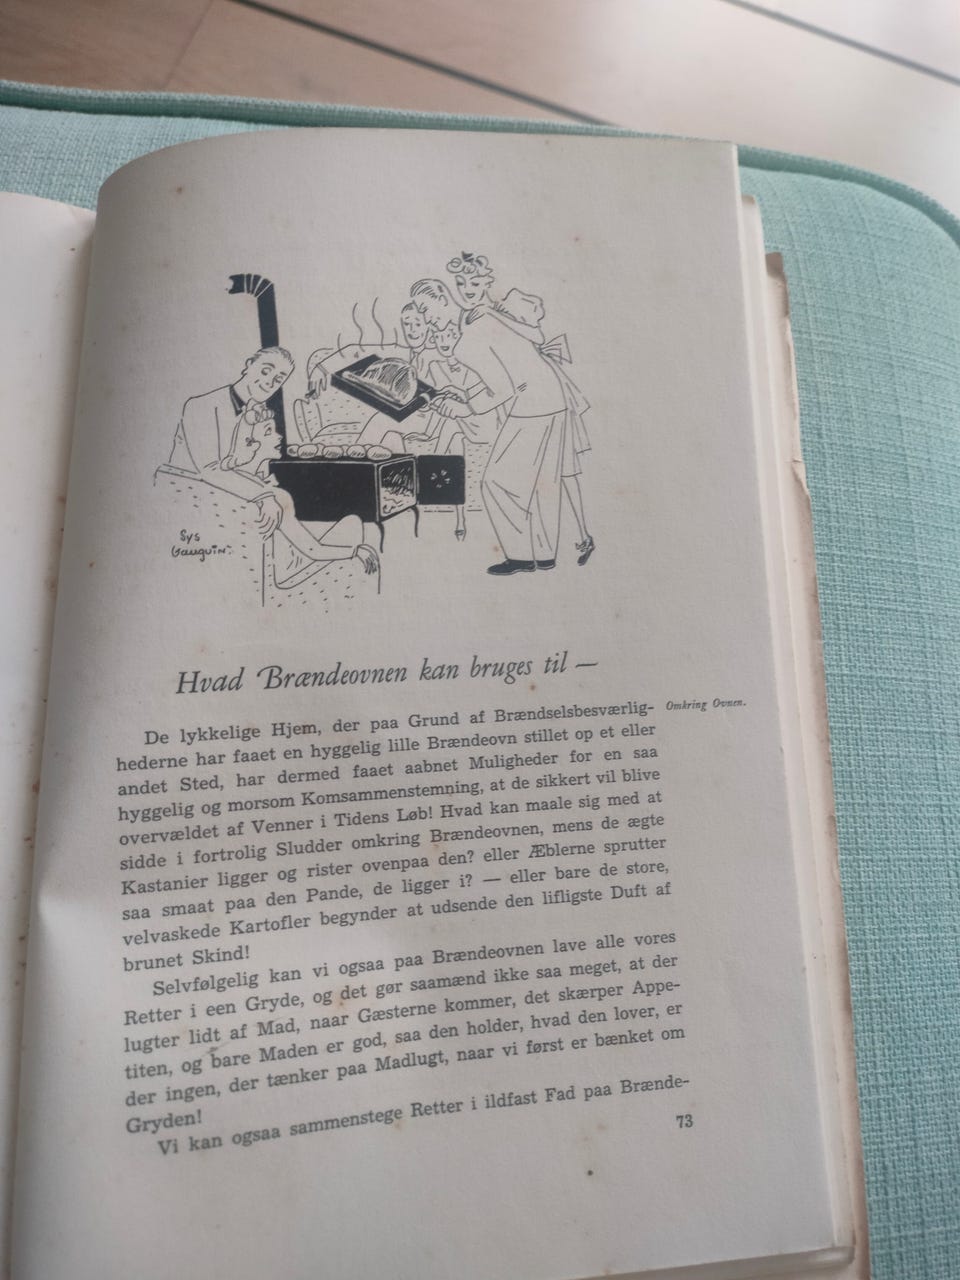 Sys
Gauguin.
Hvad Brændeovnen kan bruges til —
Omkring Ovnen.
De lykkelige Hjem, der paa Grund af Brændselsbesværlig-
hederne har faaet en hyggelig lille Brændeovn stillet op et eller
andet Sted, har dermed faaet aabnet Muligheder for en saa
hyggelig og morsom Komsammenstemning, at de sikkert vil blive
overvældet af Venner i Tidens Løb! Hvad kan maale sig med at
sidde i fortrolig Sludder omkring Brændeovnen, mens de ægte
Kastanier ligger og rister ovenpaa den? eller Æblerne sprutter
saa smaat paa den Pande, de ligger i? — eller bare de store,
velvaskede Kartofler begynder at udsende den lifligste Duft af
brunet Skind!
Selvfølgelig kan vi ogsaa paa Brændeovnen lave alle vores
Retter i een Gryde, og det gør saamænd ikke saa meget, at der
lugter lidt af Mad, naar Gæsterne kommer, det skærper Appe-
titen, og bare Maden er god, saa den holder, hvad den lover, er
der ingen, der tænker paa Madlugt, naar vi først er bænket om
Gryden!
Vi kan ogsaa sammenstege Retter i ildfast Fad paa Brænde-
73